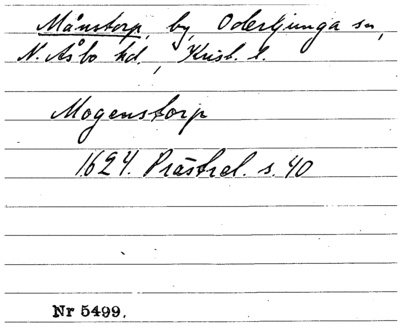 Månstorp, by, Oderljunga sn,
N. Åsbo hd., Krist. l.
Mogenstorp
1624. Prästrel. s. 40
Nr 5499.